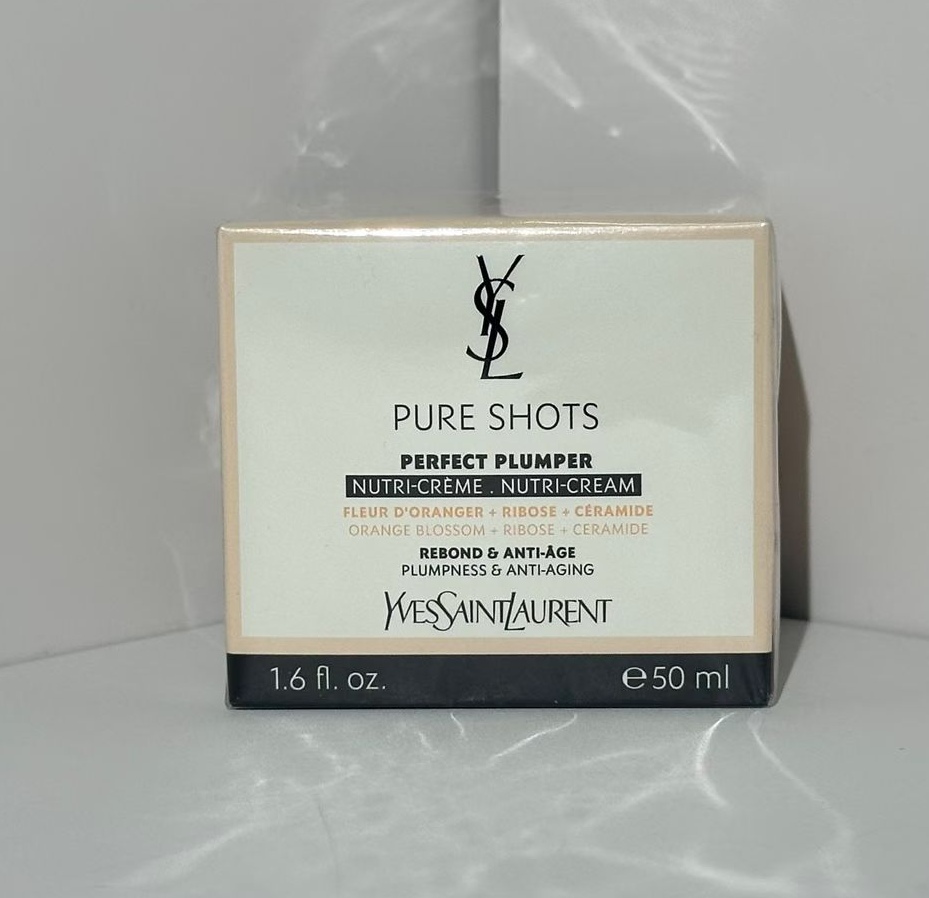 YSL
PURE SHOTS
PERFECT PLUMPER
NUTRI-CRÈME . NUTRI-CREAM
FLEUR D'ORANGER + RIBOSE + CÉRAMIDE
ORANGE BLOSSOM + RIBOSE + CERAMIDE
REBOND & ANTI-ÂGE
PLUMPNESS & ANTI-AGING
YVESSAINTLAURENT
1.6 fl. oz. ℮50 ml